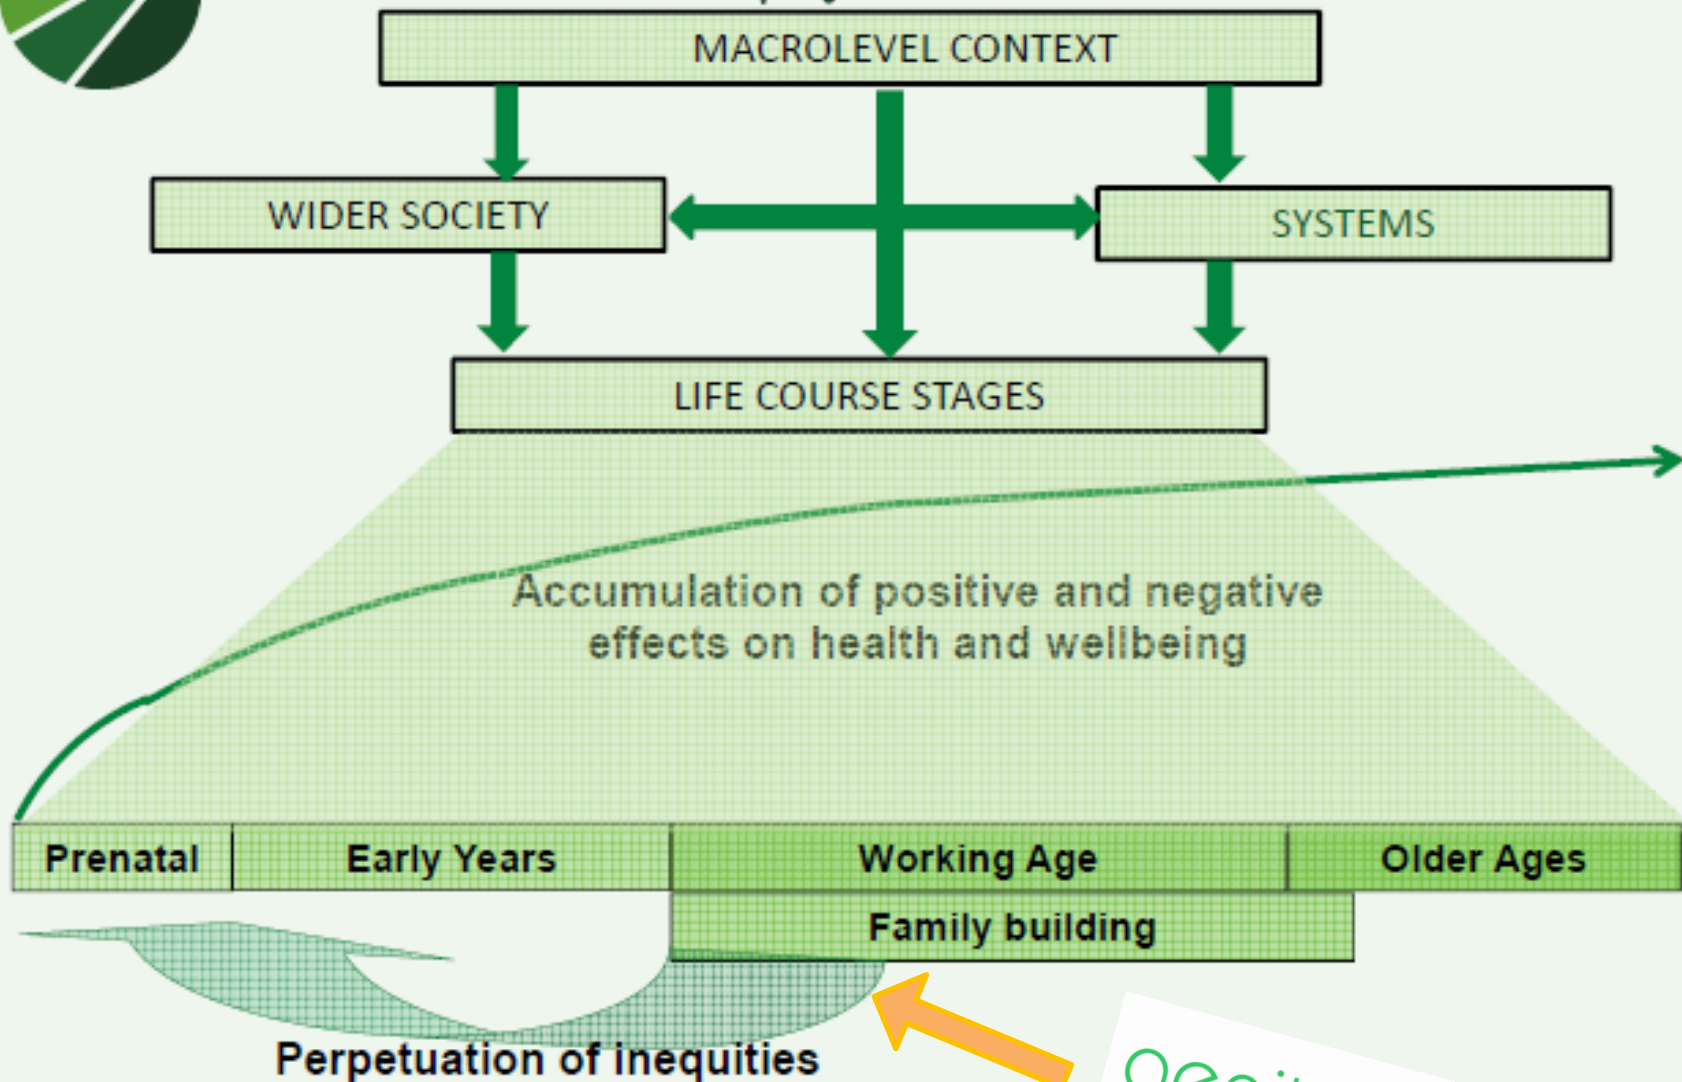 MACROLEVEL CONTEXT
WIDER SOCIETY
SYSTEMS
LIFE COURSE STAGES
Accumulation of positive and negative
effects on health and wellbeing
Prenatal
Early Years
Working Age
Older Ages
Family building
Perpetuation of inequities